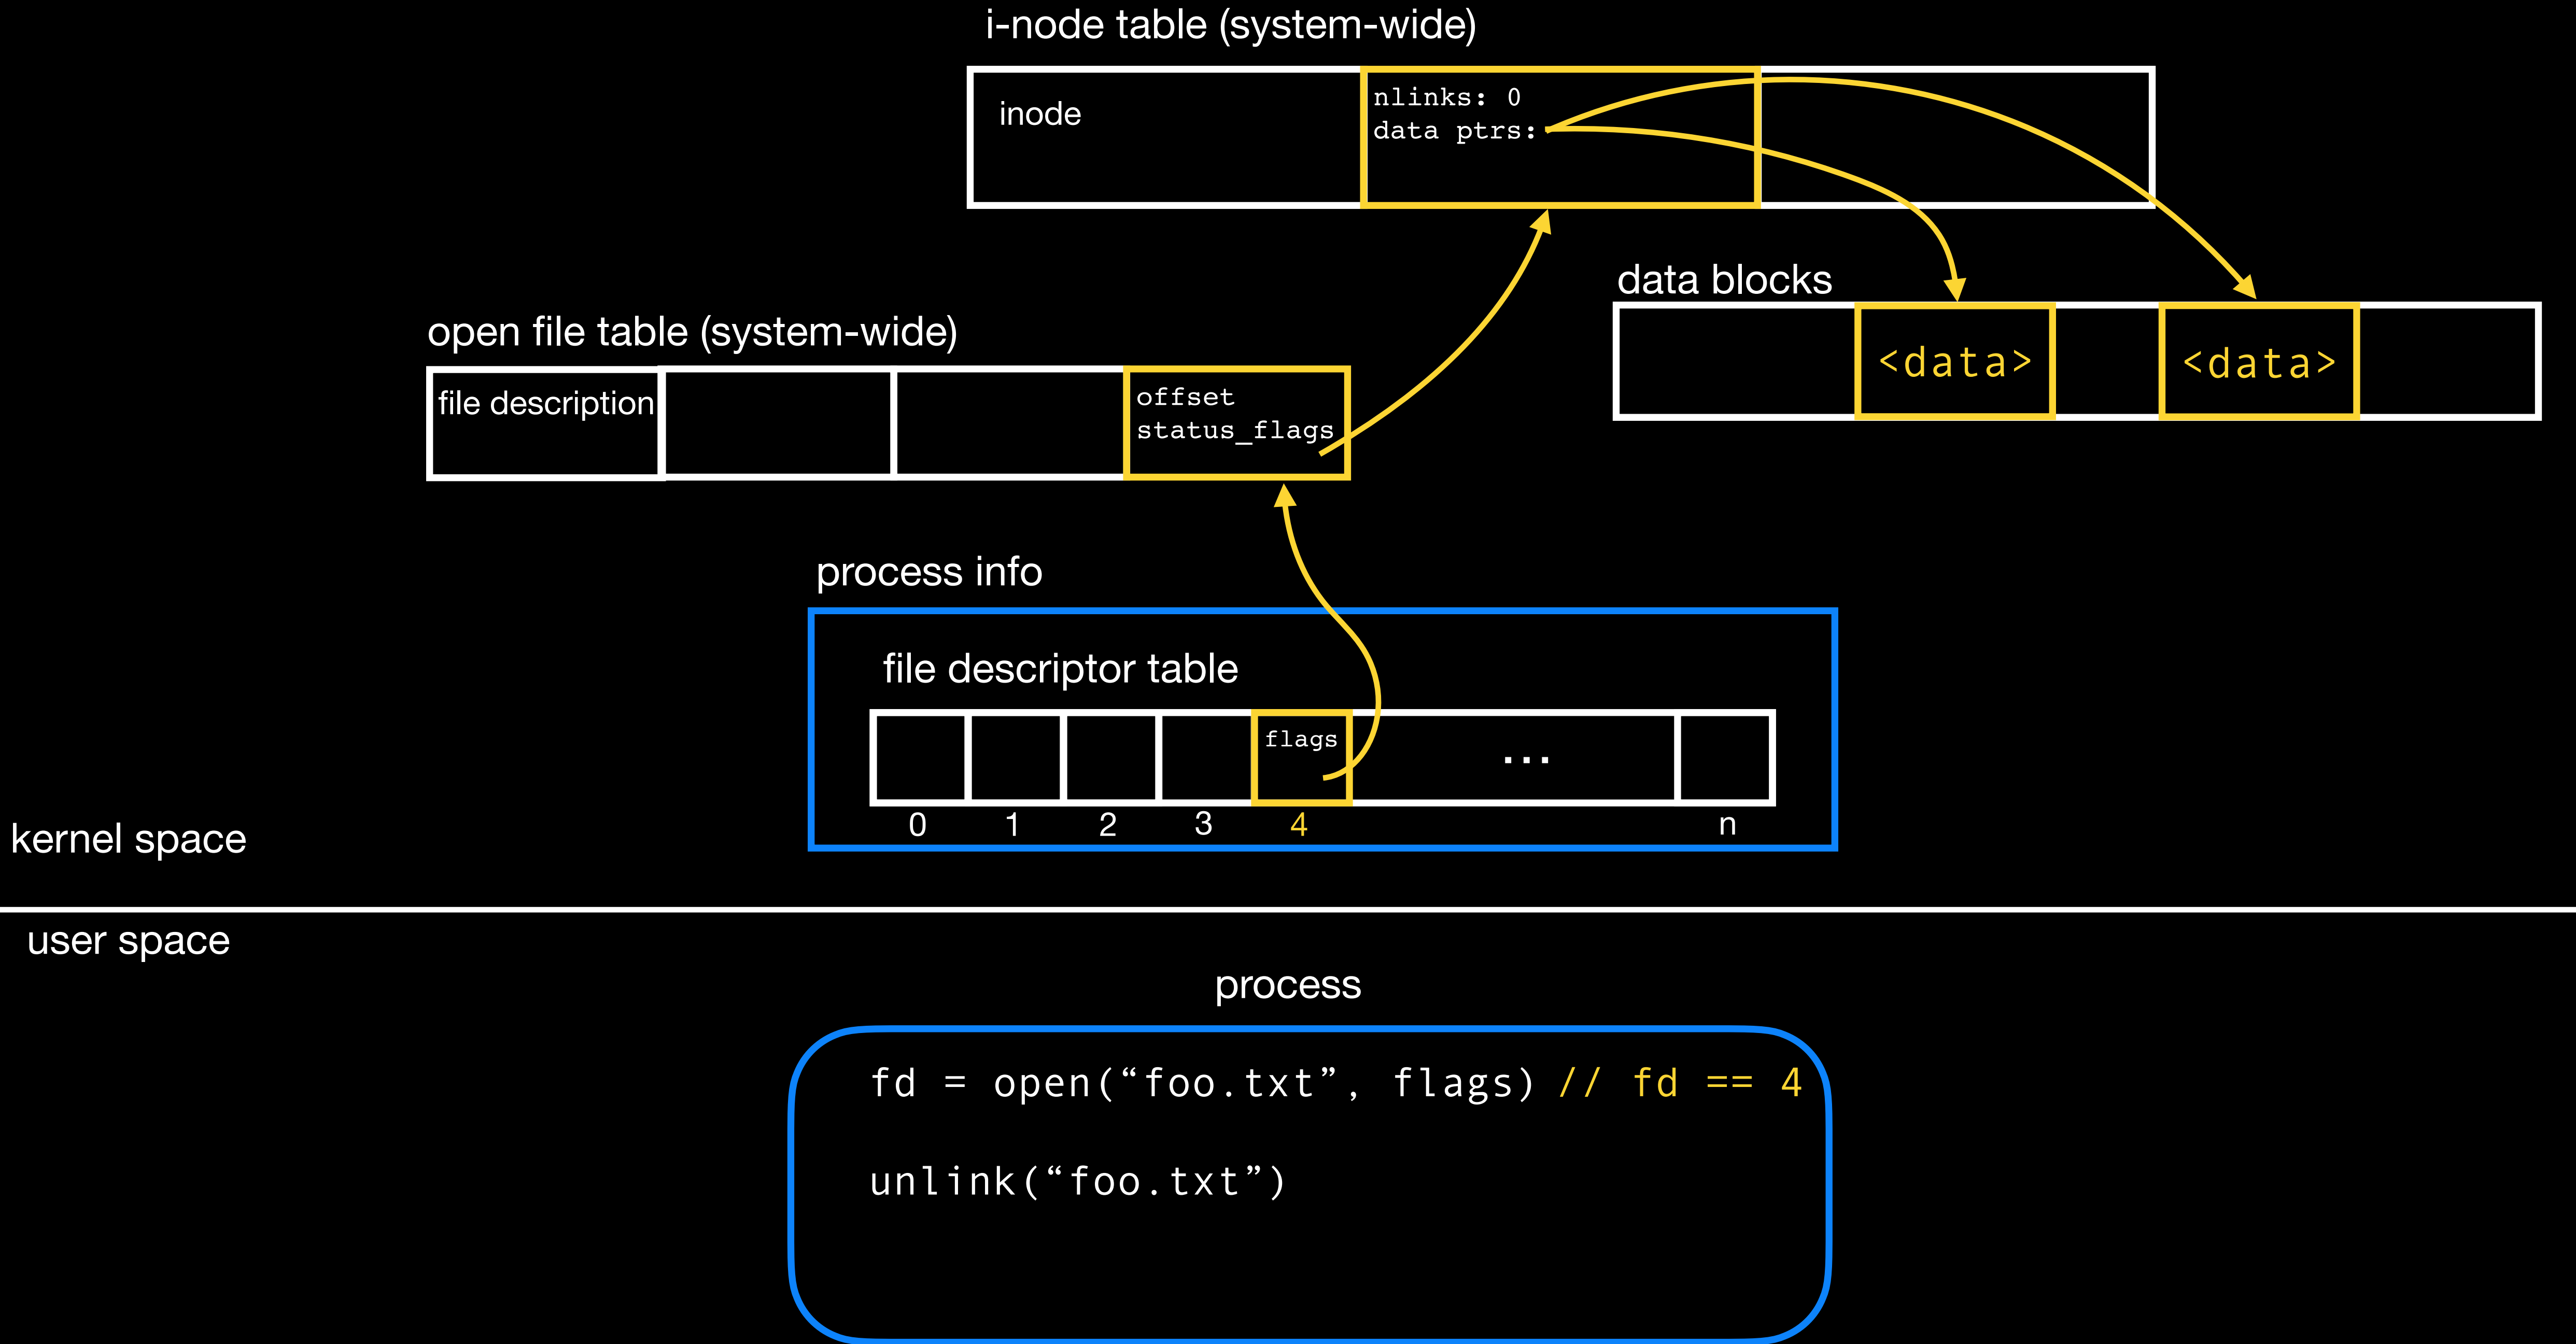 i-node table (system-wide)
inode
nlinks: 0
data ptrs:
data blocks
<data>
<data>
open file table (system-wide)
file description
offset
status_flags
process info
file descriptor table
flags
...
0 1 2 3 4 n
kernel space
user space
process
fd = open(“foo.txt”, flags) // fd == 4
unlink(“foo.txt”)